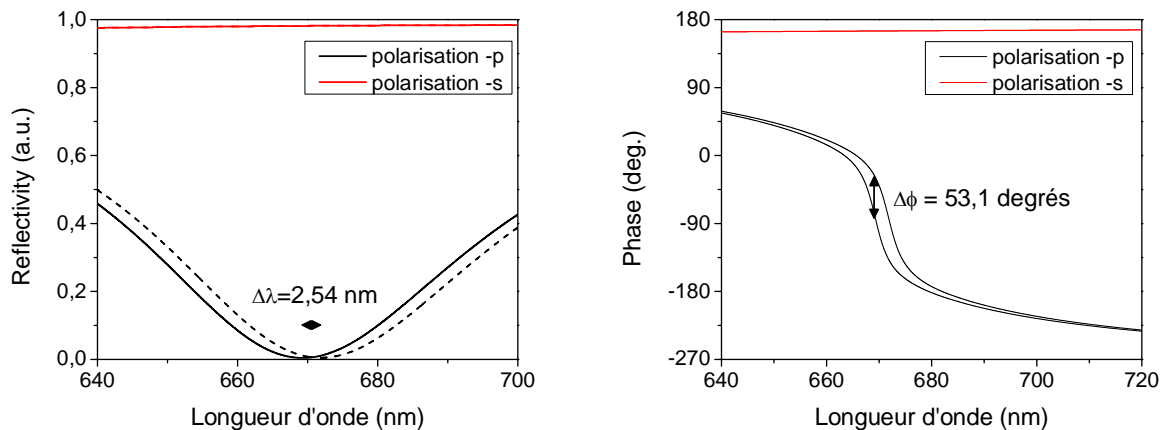 1,0
0,8
0,6
0,4
0,2
0,0
640
660
680
700
Reflectivity (a.u.)
Longueur d'onde (nm)
polarisation -p
polarisation -s
Δλ=2,54 nm
180
90
0
-90
-180
-270
640
660
680
700
720
Phase (deg.)
Longueur d'onde (nm)
polarisation -p
polarisation -s
Δϕ = 53,1 degrés